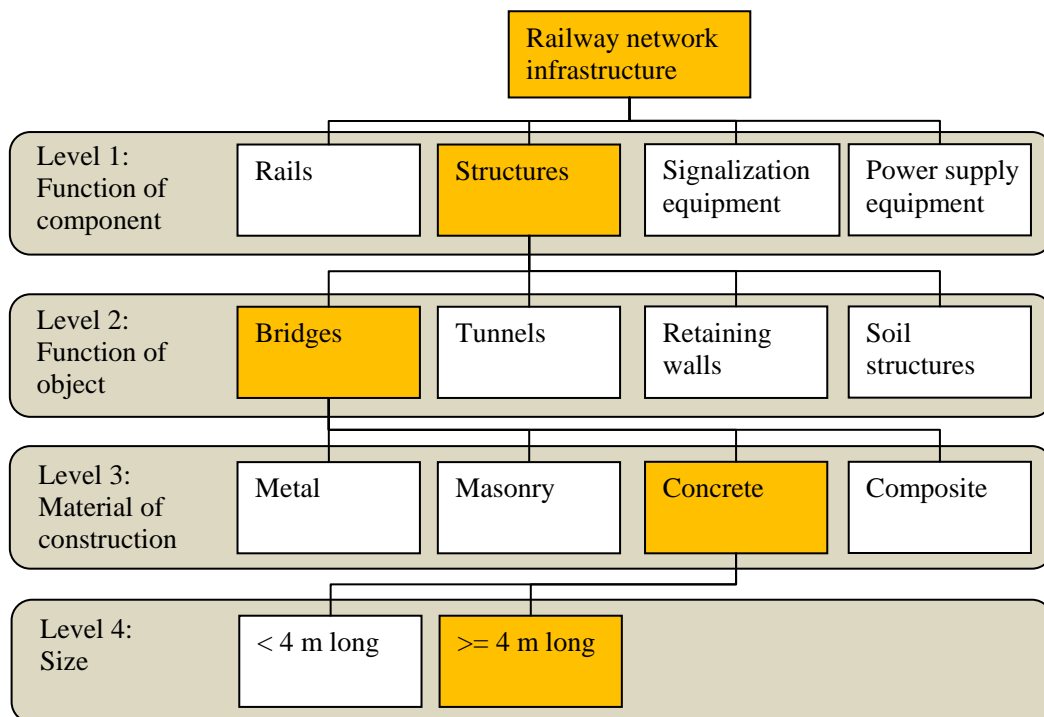 Railway network
infrastructure
Level 1:
Function of
component
Rails
Structures
Signalization
equipment
Power supply
equipment
Level 2:
Function of
object
Bridges
Tunnels
Retaining
walls
Soil
structures
Level 3:
Material of
construction
Metal
Masonry
Concrete
Composite
Level 4:
Size
< 4 m long
>= 4 m long